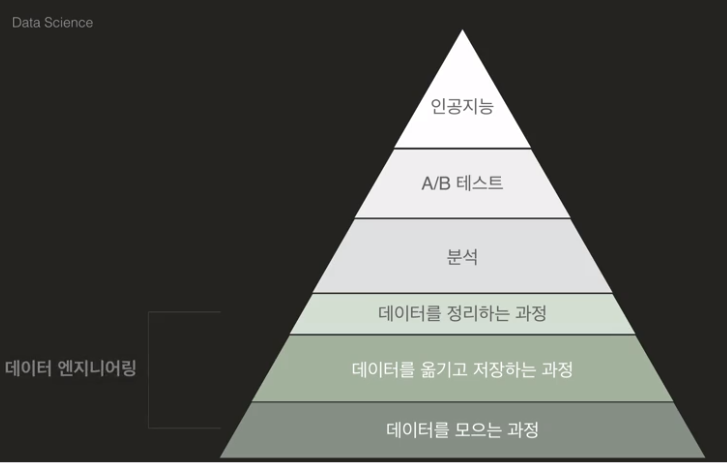 Data Science
인공지능
A/B 테스트
분석
데이터를 정리하는 과정
데이터 엔지니어링
데이터를 옮기고 저장하는 과정
데이터를 모으는 과정